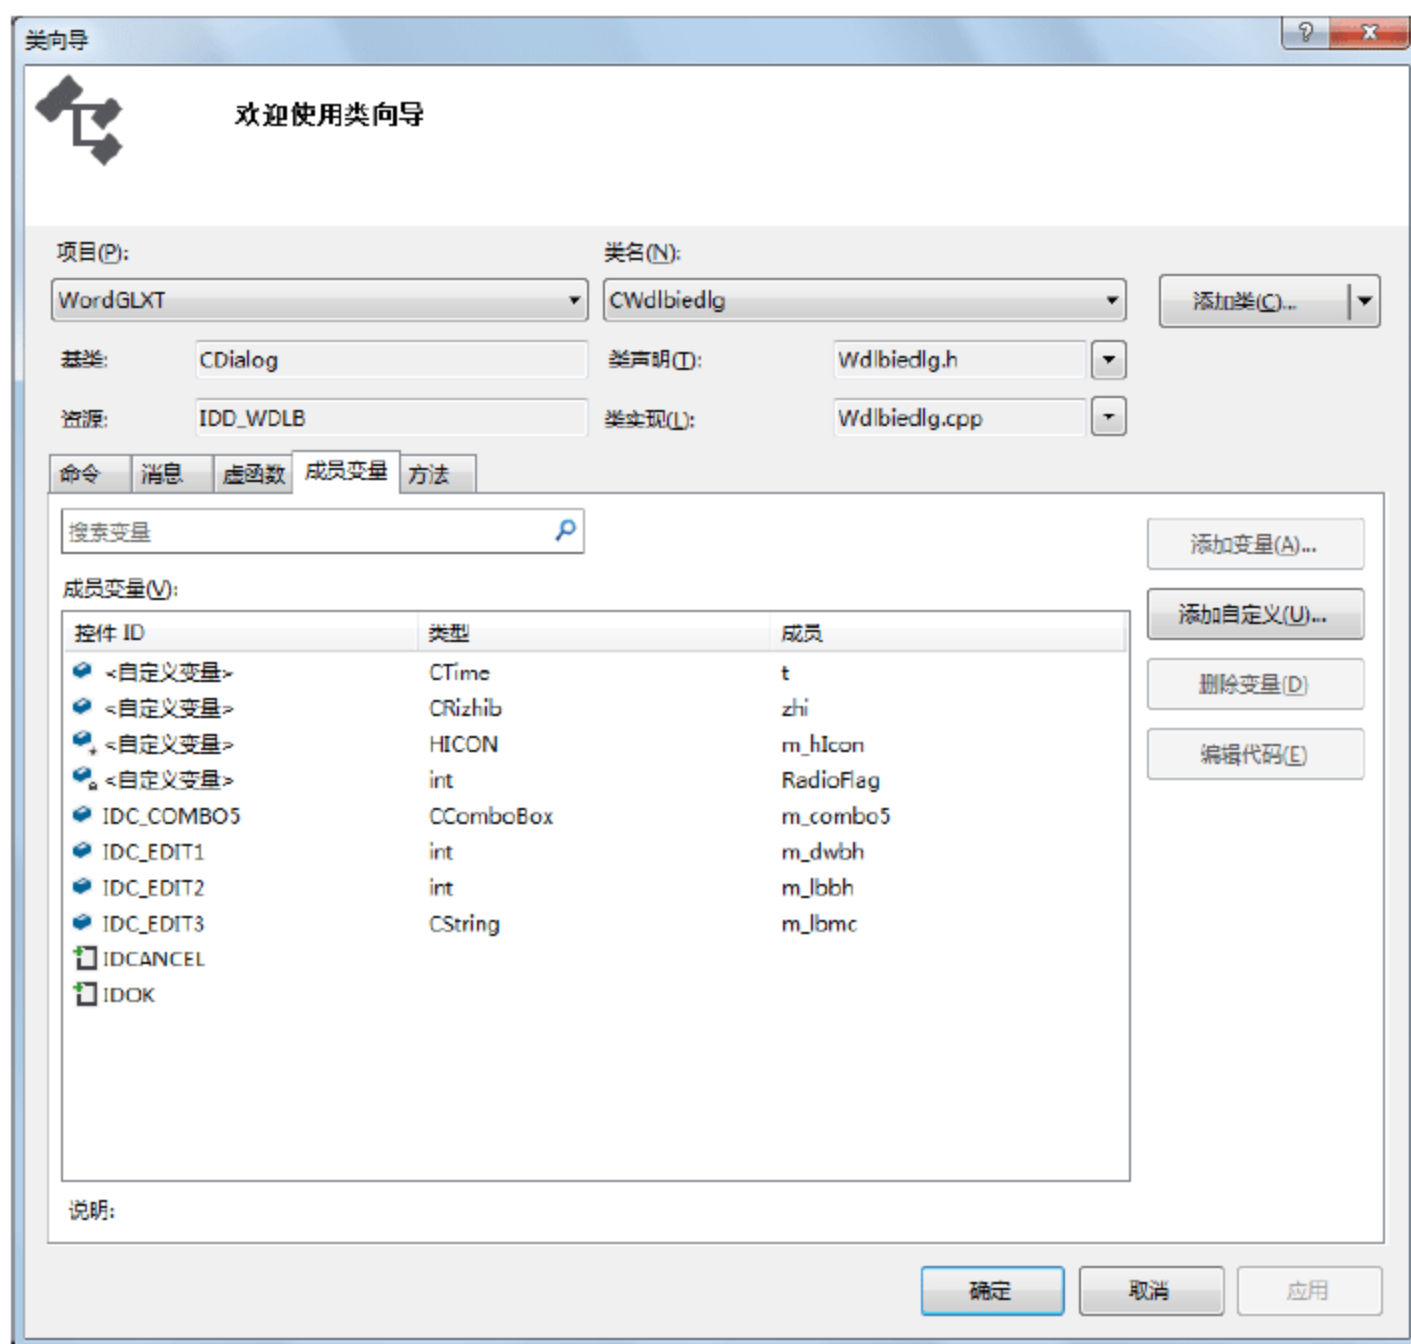 类向导
欢迎使用类向导
项目(P): 类名(N):
WordGLXT CWdlbiedlg 添加类(C)...
基类: CDialog 类声明(T): Wdlbiedlg.h
资源: IDD_WDLB 类实现(L): Wdlbiedlg.cpp
命令 消息 虚函数 成员变量 方法
搜索变量 添加变量(A)...
成员变量(V): 添加自定义(U)...
控件 ID 类型 成员
<自定义变量> CTime t 删除变量(D)
<自定义变量> CRizhib zhi
<自定义变量> HICON m_hIcon 编辑代码(E)
<自定义变量> int RadioFlag
IDC_COMBO5 CComboBox m_combo5
IDC_EDIT1 int m_dwbh
IDC_EDIT2 int m_lbbh
IDC_EDIT3 CString m_lbmc
IDCANCEL
IDOK
说明:
确定 取消 应用